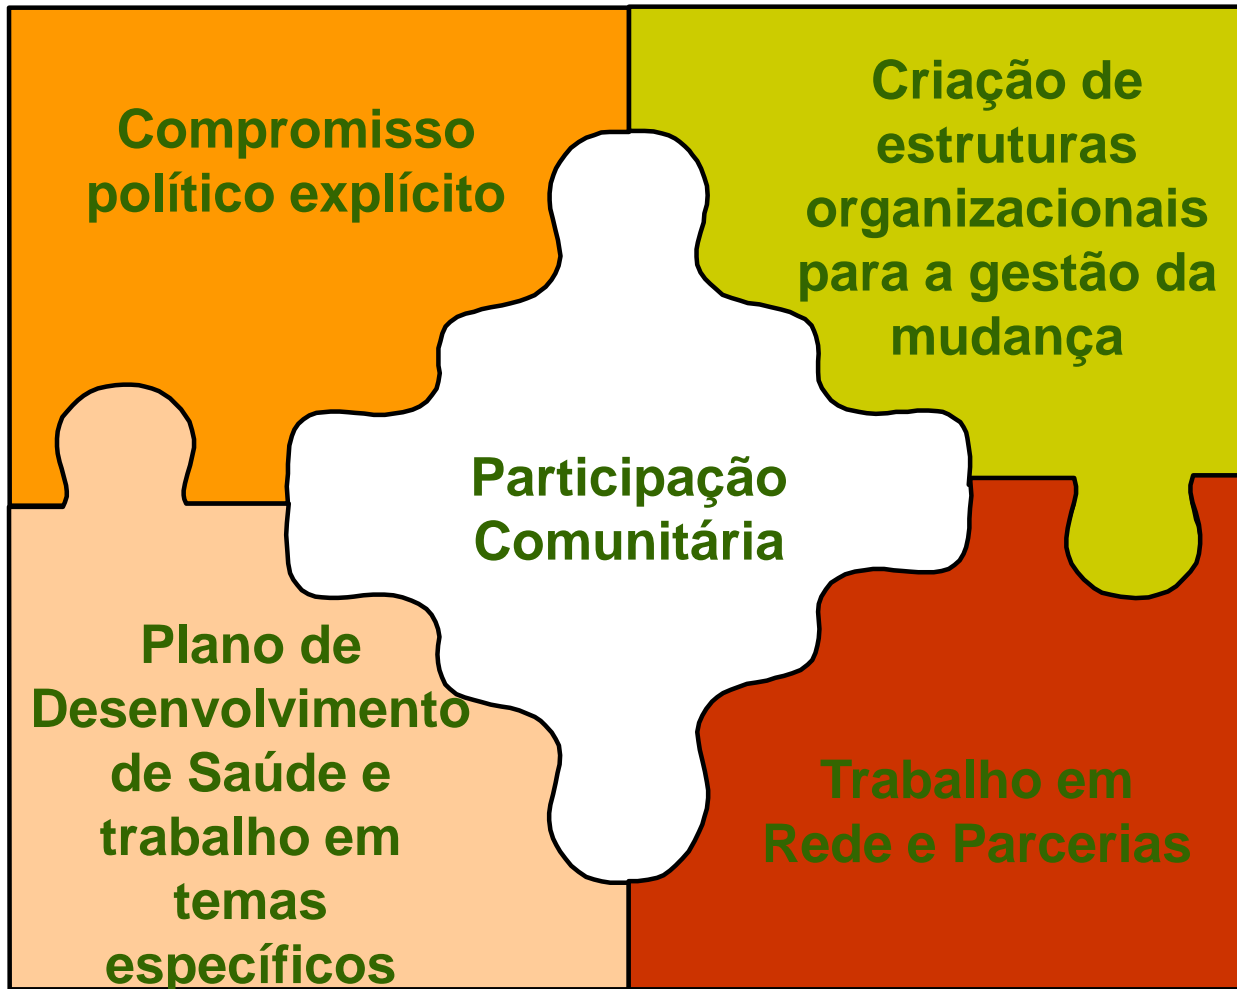 Compromisso
político explícito
Criação de
estruturas
organizacionais
para a gestão da
mudança
Participação
Comunitária
Plano de
Desenvolvimento
de Saúde e
trabalho em
temas
específicos
Trabalho em
Rede e Parcerias